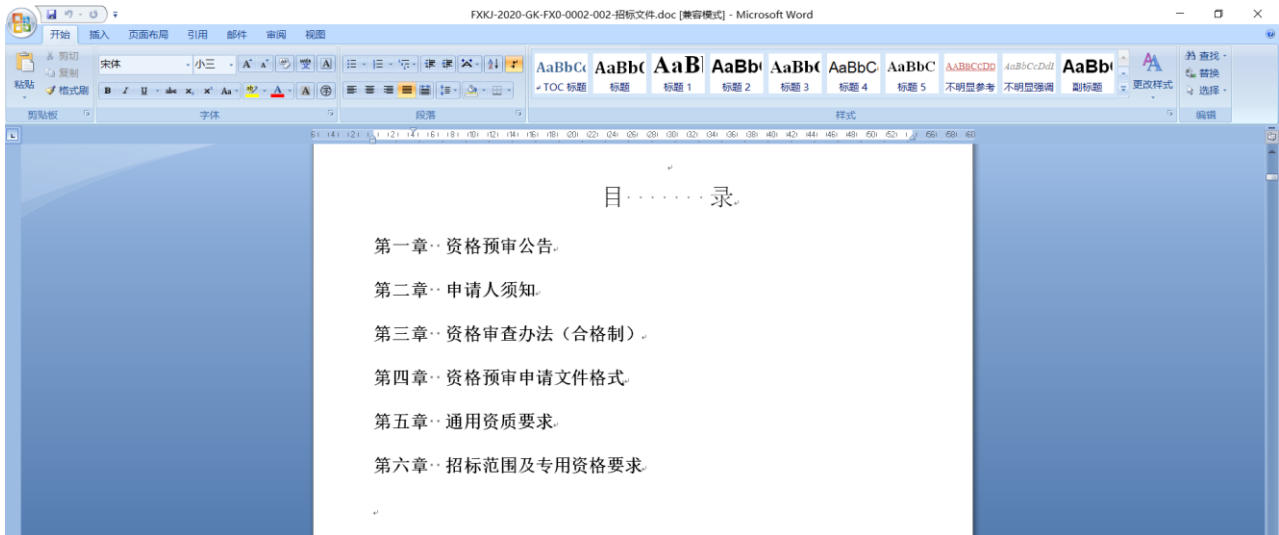 FXKJ-2020-GK-FX0-0002-002-招标文件.doc [兼容模式] - Microsoft Word
开始 插入 页面布局 引用 邮件 审阅 视图
粘贴 剪切 复制 格式刷
宋体 小三
AaBbCc AaBb( AaB AaBb( AaBb( AaBbC AaBbC AABBCCDD AaBbCcDdI AaBb(
TOC 标题 标题 标题 1 标题 2 标题 3 标题 4 标题 5 不明显参考 不明显强调 副标题
更改样式
查找 替换 选择
剪贴板 字体 段落 样式 编辑
目 录
第一章 资格预审公告
第二章 申请人须知
第三章 资格审查办法（合格制）
第四章 资格预审申请文件格式
第五章 通用资质要求
第六章 招标范围及专用资格要求